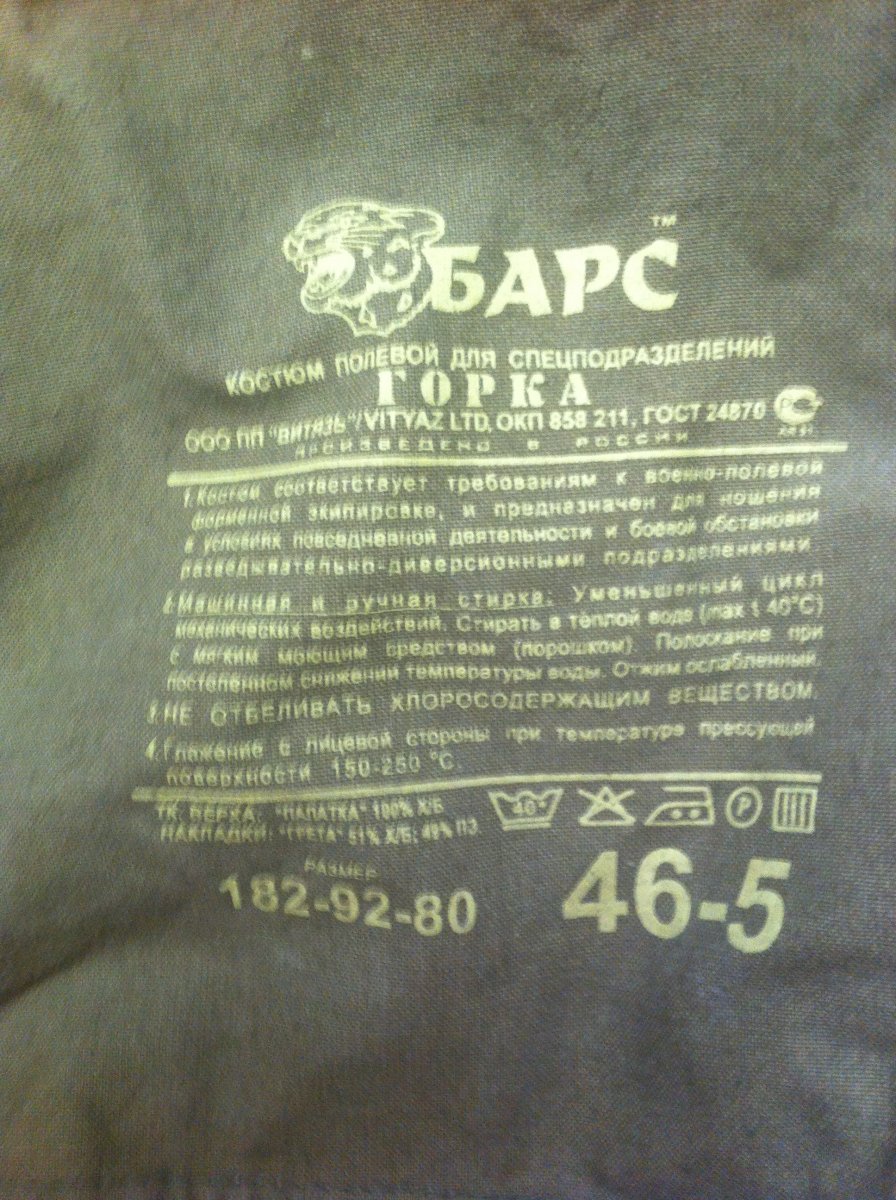 БАРС™
КОСТЮМ ПОЛЕВОЙ ДЛЯ СПЕЦПОДРАЗДЕЛЕНИЙ
ГОРКА
ООО ПП "ВИТЯЗЬ"/VITYAZ LTD, ОКП 858 211, ГОСТ 24870
ПРОИЗВЕДЕНО В РОССИИ
1. Костюм соответствует требованиям к военно-полевой
форменной экипировке, и предназначен для ношения
в условиях повседневной деятельности и боевой обстановки
разведывательно-диверсионными подразделениями.
2. Машинная и ручная стирка: Уменьшенный цикл
механических воздействий. Стирать в теплой воде (max t 40°C)
с мягким моющим средством (порошком). Полоскание при
постепенном снижении температуры воды. Отжим ослабленный.
3. НЕ ОТБЕЛИВАТЬ ХЛОРОСОДЕРЖАЩИМ ВЕЩЕСТВОМ.
4. Глажение с лицевой стороны при температуре прессующей
поверхности 150-250 °C.
ТК. ВЕРХА: "ПАЛАТКА" 100% Х/Б
НАКЛАДКИ: "ГРЕТА" 51% Х/Б; 49% ПЭ.
40°
P
РАЗМЕР
182-92-80
46-5